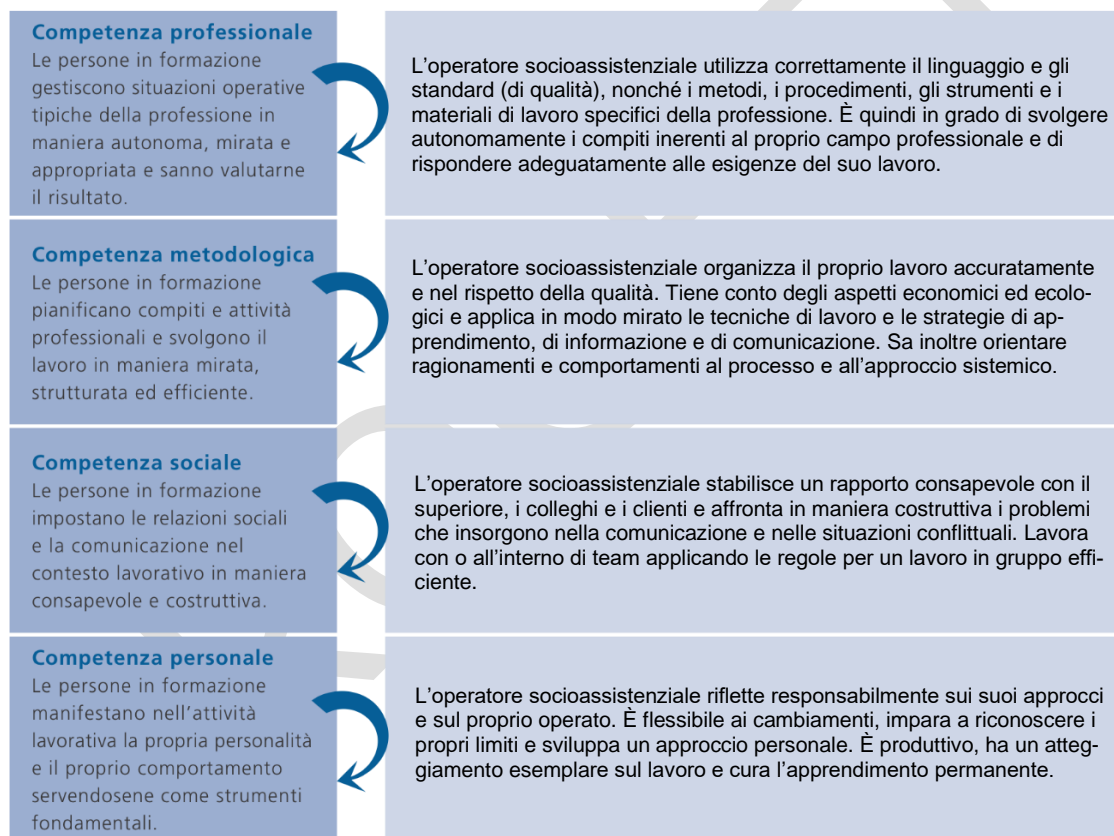 Competenza professionale
Le persone in formazione
gestiscono situazioni operative
tipiche della professione in
maniera autonoma, mirata e
appropriata e sanno valutarne
il risultato.
L'operatore socioassistenziale utilizza correttamente il linguaggio e gli
standard (di qualità), nonché i metodi, i procedimenti, gli strumenti e i
materiali di lavoro specifici della professione. È quindi in grado di svolgere
autonomamente i compiti inerenti al proprio campo professionale e di
rispondere adeguatamente alle esigenze del suo lavoro.
Competenza metodologica
Le persone in formazione
pianificano compiti e attività
professionali e svolgono il
lavoro in maniera mirata,
strutturata ed efficiente.
L'operatore socioassistenziale organizza il proprio lavoro accuratamente
e nel rispetto della qualità. Tiene conto degli aspetti economici ed ecolo-
gici e applica in modo mirato le tecniche di lavoro e le strategie di ap-
prendimento, di informazione e di comunicazione. Sa inoltre orientare
ragionamenti e comportamenti al processo e all'approccio sistemico.
Competenza sociale
Le persone in formazione
impostano le relazioni sociali
e la comunicazione nel
contesto lavorativo in maniera
consapevole e costruttiva.
L'operatore socioassistenziale stabilisce un rapporto consapevole con il
superiore, i colleghi e i clienti e affronta in maniera costruttiva i problemi
che insorgono nella comunicazione e nelle situazioni conflittuali. Lavora
con o all'interno di team applicando le regole per un lavoro in gruppo effi-
ciente.
Competenza personale
Le persone in formazione
manifestano nell'attività
lavorativa la propria personalità
e il proprio comportamento
servendosene come strumenti
fondamentali.
L'operatore socioassistenziale riflette responsabilmente sui suoi approcci
e sul proprio operato. È flessibile ai cambiamenti, impara a riconoscere i
propri limiti e sviluppa un approccio personale. È produttivo, ha un atteg-
giamento esemplare sul lavoro e cura l'apprendimento permanente.